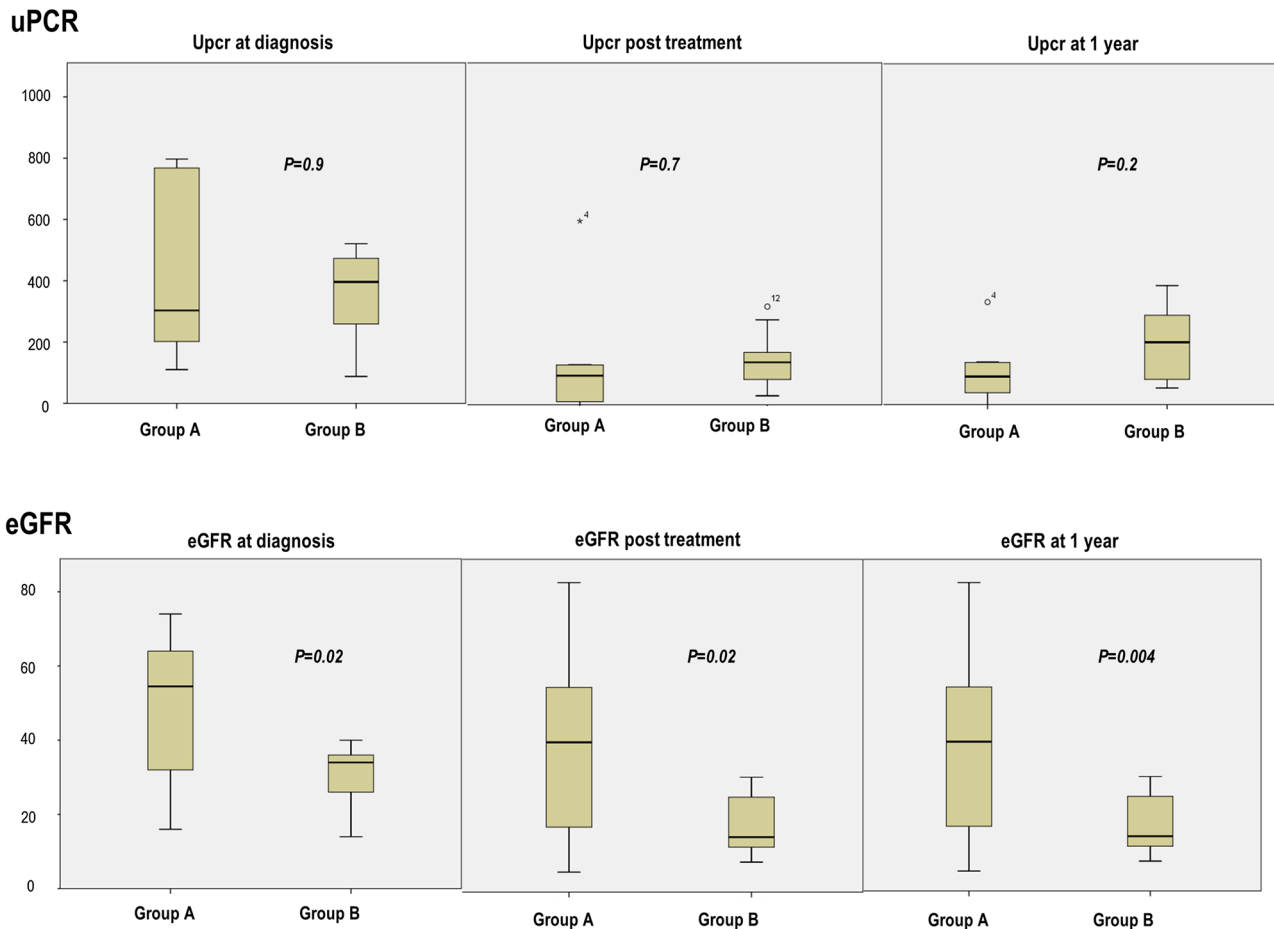 uPCR
Upcr at diagnosis
Upcr post treatment
Upcr at 1 year
1000
800
600
400
200
0
P=0.9
P=0.7
P=0.2
*4
12
4
Group A
Group B
Group A
Group B
Group A
Group B
eGFR
eGFR at diagnosis
eGFR post treatment
eGFR at 1 year
80
60
40
20
0
P=0.02
P=0.02
P=0.004
Group A
Group B
Group A
Group B
Group A
Group B